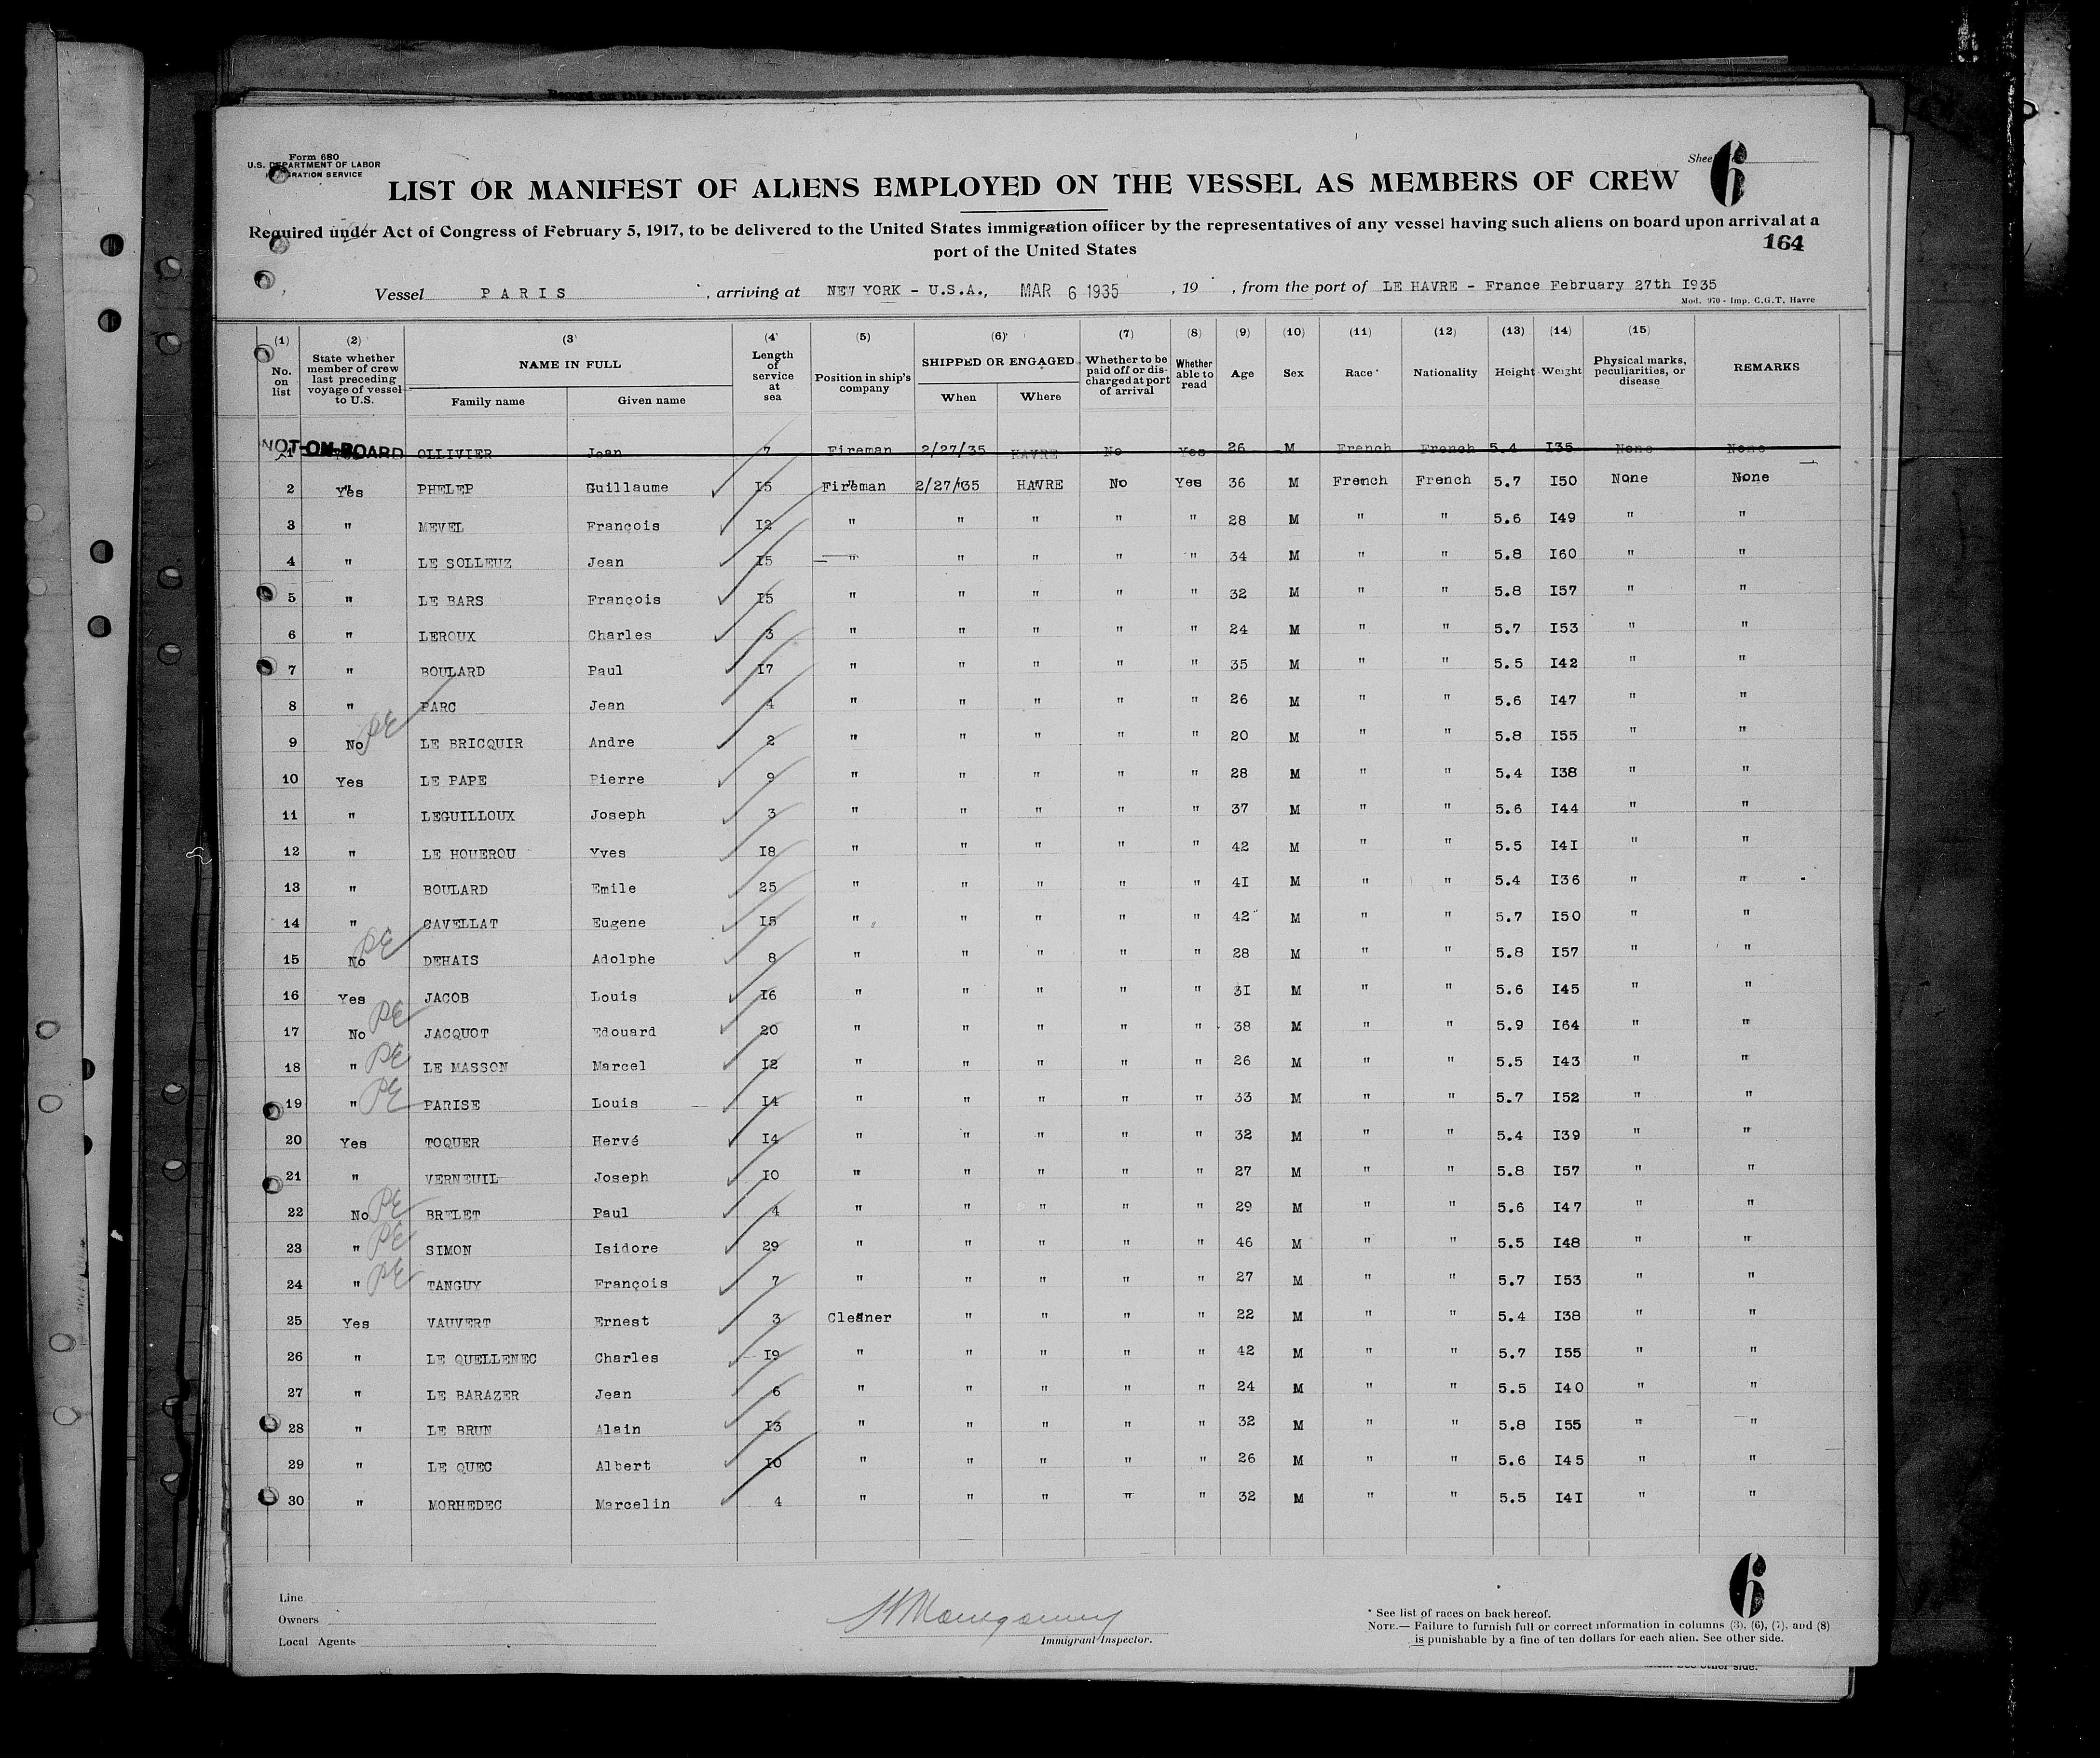 Form 680
U.S. DEPARTMENT OF LABOR
IMMIGRATION SERVICE
Sheet 6
LIST OR MANIFEST OF ALIENS EMPLOYED ON THE VESSEL AS MEMBERS OF CREW
Required under Act of Congress of February 5, 1917, to be delivered to the United States immigration officer by the representatives of any vessel having such aliens on board upon arrival at a
port of the United States
164
Vessel PARIS , arriving at NEW YORK - U.S.A., MAR 6 1935 , 19 , from the port of LE HAVRE - France February 27th I935
Mod. 970 - Imp. C.G.T. Havre
(1) No. on list (2) State whether member of crew last preceding voyage of vessel to U.S. (3) NAME IN FULL Family name Given name (4) Length of service at sea (5) Position in ship's company (6) SHIPPED OR ENGAGED When Where (7) Whether to be paid off or discharged at port of arrival (8) Whether able to read (9) Age (10) Sex (11) Race* (12) Nationality (13) Height (14) Weight (15) Physical marks, peculiarities, or disease REMARKS
1 NOT ON BOARD OLLIVIER Jean 7 Fireman 2/27/35 HAVRE No Yes 26 M French French 5.4 I35 None None
2 Yes PHELEP Guillaume I5 Fireman 2/27/35 HAVRE No Yes 36 M French French 5.7 I50 None None
3 " MEVEL François I2 " " " " " 28 M " " 5.6 I49 " "
4 " LE SOLLEUZ Jean I5 " " " " " 34 M " " 5.8 I60 " "
5 " LE BARS François I5 " " " " " 32 M " " 5.8 I57 " "
6 " LEROUX Charles 3 " " " " " 24 M " " 5.7 I53 " "
7 " BOULARD Paul I7 " " " " " 35 M " " 5.5 I42 " "
8 " PARC Jean 4 " " " " " 26 M " " 5.6 I47 " "
9 No PE LE BRICQUIR Andre 2 " " " " " 20 M " " 5.8 I55 " "
10 Yes LE PAPE Pierre 9 " " " " " 28 M " " 5.4 I38 " "
11 " LEGUILLOUX Joseph 3 " " " " " 37 M " " 5.6 I44 " "
12 " LE HOUEROU Yves I8 " " " " " 42 M " " 5.5 I4I " "
13 " BOULARD Emile 25 " " " " " 4I M " " 5.4 I36 " "
14 " CAVELLAT Eugene I5 " " " " " 42 M " " 5.7 I50 " "
15 No PE DEHAIS Adolphe 8 " " " " " 28 M " " 5.8 I57 " "
16 Yes JACOB Louis I6 " " " " " 3I M " " 5.6 I45 " "
17 No PE JACQUOT Edouard 20 " " " " " 38 M " " 5.9 I64 " "
18 " PE LE MASSON Marcel I2 " " " " " 26 M " " 5.5 I43 " "
19 " PE PARISE Louis I4 " " " " " 33 M " " 5.7 I52 " "
20 Yes TOQUER Hervé I4 " " " " " 32 M " " 5.4 I39 " "
21 " VERNEUIL Joseph I0 " " " " " 27 M " " 5.8 I57 " "
22 No PE BRELET Paul 4 " " " " " 29 M " " 5.6 I47 " "
23 " PE SIMON Isidore 29 " " " " " 46 M " " 5.5 I48 " "
24 " PE TANGUY François 7 " " " " " 27 M " " 5.7 I53 " "
25 Yes VAUVERT Ernest 3 Cleaner " " " " 22 M " " 5.4 I38 " "
26 " LE QUELLENEC Charles I9 " " " " " 42 M " " 5.7 I55 " "
27 " LE BARAZER Jean 6 " " " " " 24 M " " 5.5 I40 " "
28 " LE BRUN Alain I3 " " " " " 32 M " " 5.8 I55 " "
29 " LE QUEC Albert I0 " " " " " 26 M " " 5.6 I45 " "
30 " MORHEDEC Marcelin 4 " " " " " 32 M " " 5.5 I4I " "
6
Line
Owners
Local Agents
Montgomery
Immigrant Inspector.
* See list of races on back hereof.
NOTE.— Failure to furnish full or correct information in columns (3), (6), (7), and (8)
is punishable by a fine of ten dollars for each alien. See other side.